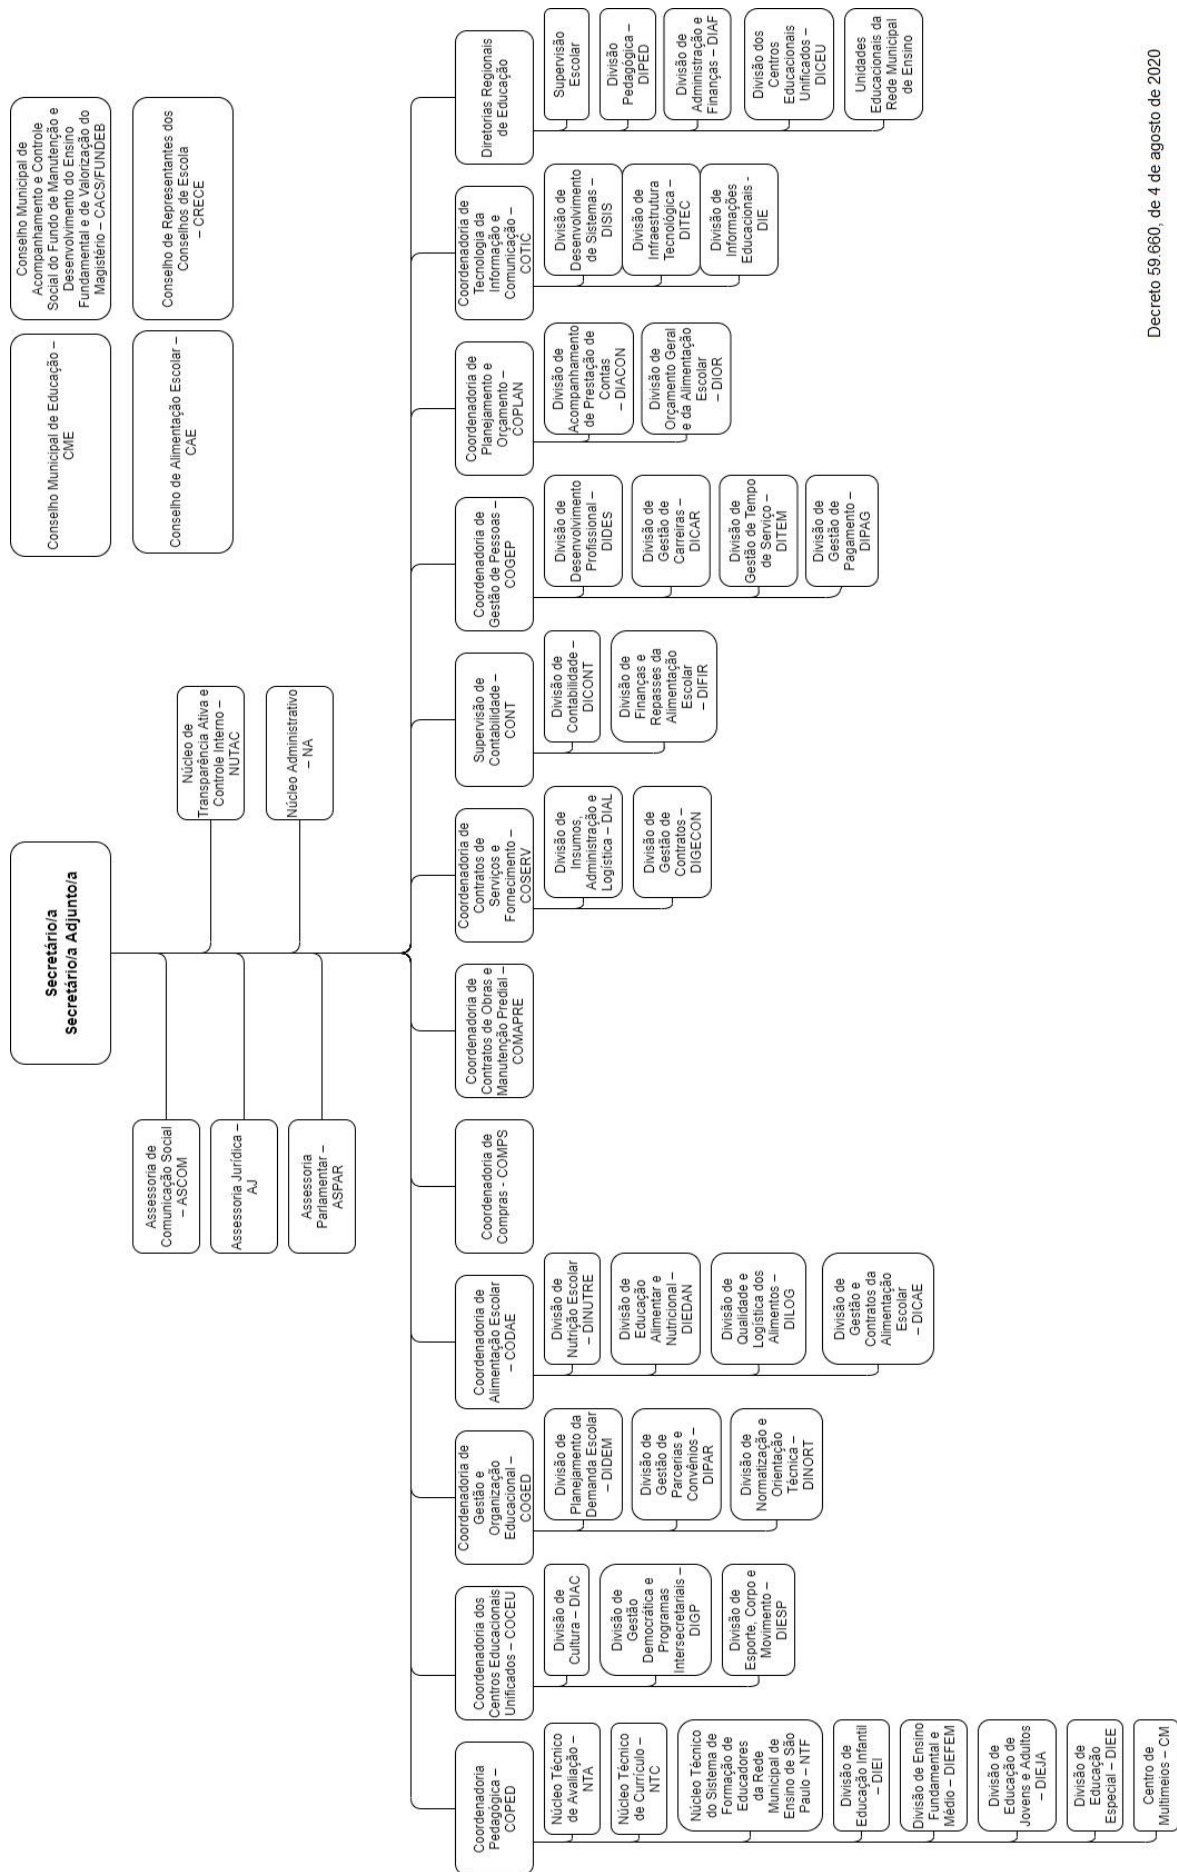 Secretário/a
Secretário/a Adjunto/a
Conselho Municipal de Educação –
CME
Conselho Municipal de
Acompanhamento e Controle
Social do Fundo de Manutenção e
Desenvolvimento do Ensino
Fundamental e de Valorização do
Magistério – CACS/FUNDEB
Conselho de Alimentação Escolar –
CAE
Conselho de Representantes dos
Conselhos de Escola
– CRECE
Assessoria de
Comunicação Social
– ASCOM
Núcleo de
Transparência Ativa e
Controle Interno –
NUTAC
Assessoria Jurídica –
AJ
Núcleo Administrativo
– NA
Assessoria
Parlamentar –
ASPAR
Coordenadoria
Pedagógica –
COPED
Núcleo Técnico
de Avaliação –
NTA
Núcleo Técnico
de Currículo –
NTC
Núcleo Técnico
do Sistema de
Formação de
Educadores
da Rede
Municipal de
Ensino de São
Paulo – NTF
Divisão de
Educação Infantil
– DIEI
Divisão de Ensino
Fundamental e
Médio – DIEFEM
Divisão de
Educação de
Jovens e Adultos
– DIEJA
Divisão de
Educação
Especial – DIEE
Centro de
Multimeios – CM
Coordenadoria dos
Centros Educacionais
Unificados – COCEU
Divisão de
Cultura – DIAC
Divisão de
Gestão
Democrática e
Programas
Intersecretariais –
DIGP
Divisão de
Esporte, Corpo e
Movimento –
DIESP
Coordenadoria de
Gestão e
Organização
Educacional –
COGED
Divisão de
Planejamento da
Demanda Escolar
– DIDEM
Divisão de
Gestão de
Parcerias e
Convênios –
DIPAR
Divisão de
Normatização e
Orientação
Técnica –
DINORT
Coordenadoria de
Alimentação Escolar
– CODAE
Divisão de
Nutrição Escolar
– DINUTRE
Divisão de
Educação
Alimentar e
Nutricional –
DIEDAN
Divisão de
Qualidade e
Logística dos
Alimentos –
DILOG
Divisão de
Gestão e
Contratos da
Alimentação
Escolar
– DICAE
Coordenadoria de
Compras - COMPS
Coordenadoria de
Contratos de Obras e
Manutenção Predial –
COMAPRE
Coordenadoria de
Contratos de
Serviços e
Fornecimento –
COSERV
Divisão de
Insumos,
Administração e
Logística – DIAL
Divisão de
Gestão de
Contratos –
DIGECON
Supervisão de
Contabilidade –
CONT
Divisão de
Contabilidade –
DICONT
Divisão de
Finanças e
Repasses da
Alimentação
Escolar
– DIFIR
Coordenadoria de
Gestão de Pessoas –
COGEP
Divisão de
Desenvolvimento
Profissional –
DIDES
Divisão de
Gestão de
Carreiras –
DICAR
Divisão de
Gestão de Tempo
de Serviço –
DITEM
Divisão de
Gestão de
Pagamento –
DIPAG
Coordenadoria de
Planejamento e
Orçamento –
COPLAN
Divisão de
Acompanhamento
de Prestação de
Contas
– DIACON
Divisão de
Orçamento Geral
e da Alimentação
Escolar
– DIOR
Coordenadoria de
Tecnologia da
Informação e
Comunicação –
COTIC
Divisão de
Desenvolvimento
de Sistemas –
DISIS
Divisão de
Infraestrutura
Tecnológica –
DITEC
Divisão de
Informações
Educacionais -
DIE
Diretorias Regionais
de Educação
Supervisão
Escolar
Divisão
Pedagógica –
DIPED
Divisão de
Administração e
Finanças – DIAF
Divisão dos
Centros
Educacionais
Unificados –
DICEU
Unidades
Educacionais da
Rede Municipal
de Ensino
Decreto 59.660, de 4 de agosto de 2020